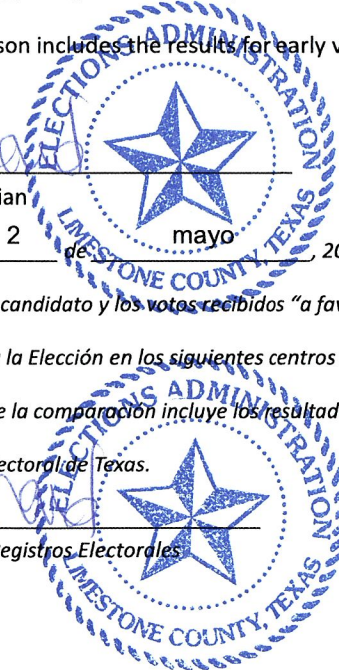 son includes the results for early v
ELECTIONS ADMINISTRATION
LIMESTONE COUNTY, TEXAS
ian
2 de mayo, 20
candidato y los votos recibidos "a fav
la Elección en los siguientes centros
e la comparación incluye los resultad
ectoral de Texas.
ELECTIONS ADMINISTRATION
LIMESTONE COUNTY, TEXAS
Registros Electorales